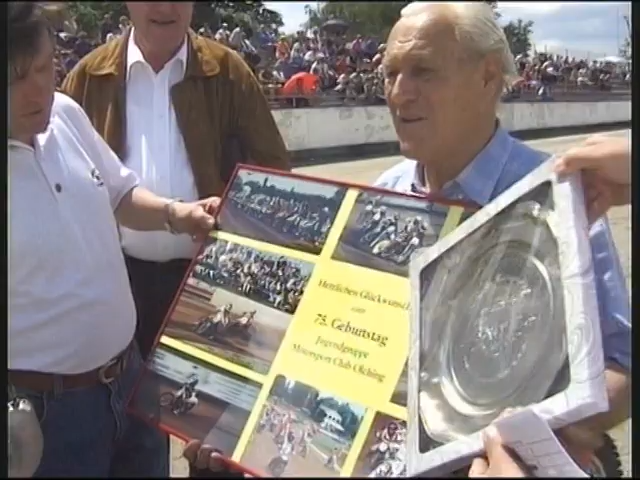 Herzlichen Glückwunsch
zum
75. Geburtstag
Jugendgruppe
Motorsport Club Olching